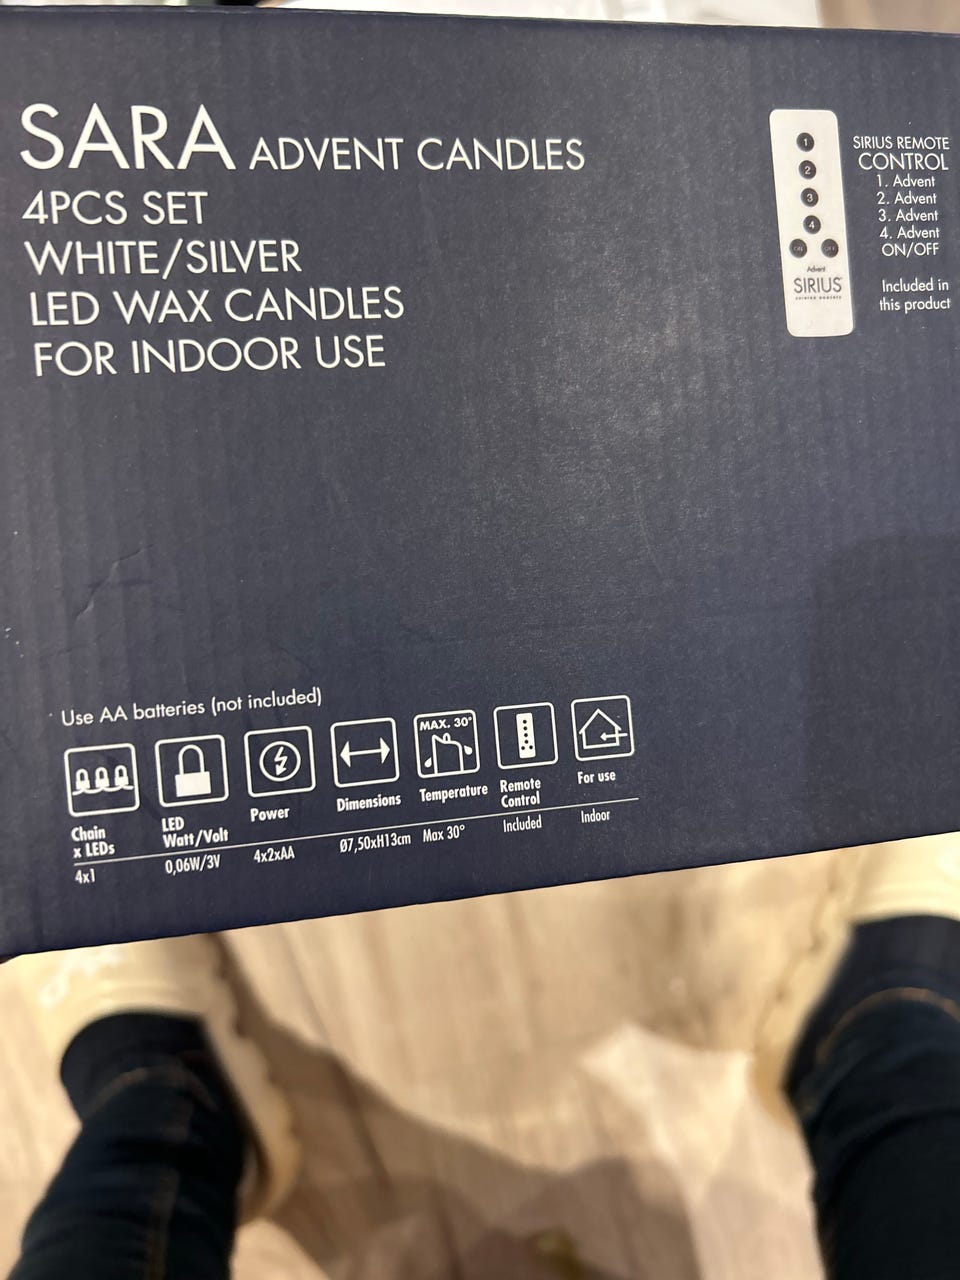 SARA ADVENT CANDLES
4PCS SET
WHITE/SILVER
LED WAX CANDLES
FOR INDOOR USE
1
2
3
4
Advent
SIRIUS
SIRIUS REMOTE
CONTROL
1. Advent
2. Advent
3. Advent
4. Advent
ON/OFF
Included in
this product
Use AA batteries (not included)
MAX. 30°
Chain
x LEDs
4x1
LED
Watt/Volt
0,06W/3V
Power
4x2xAA
Dimensions
Ø7,50xH13cm
Temperature
Max 30°
Remote
Control
Included
For use
Indoor